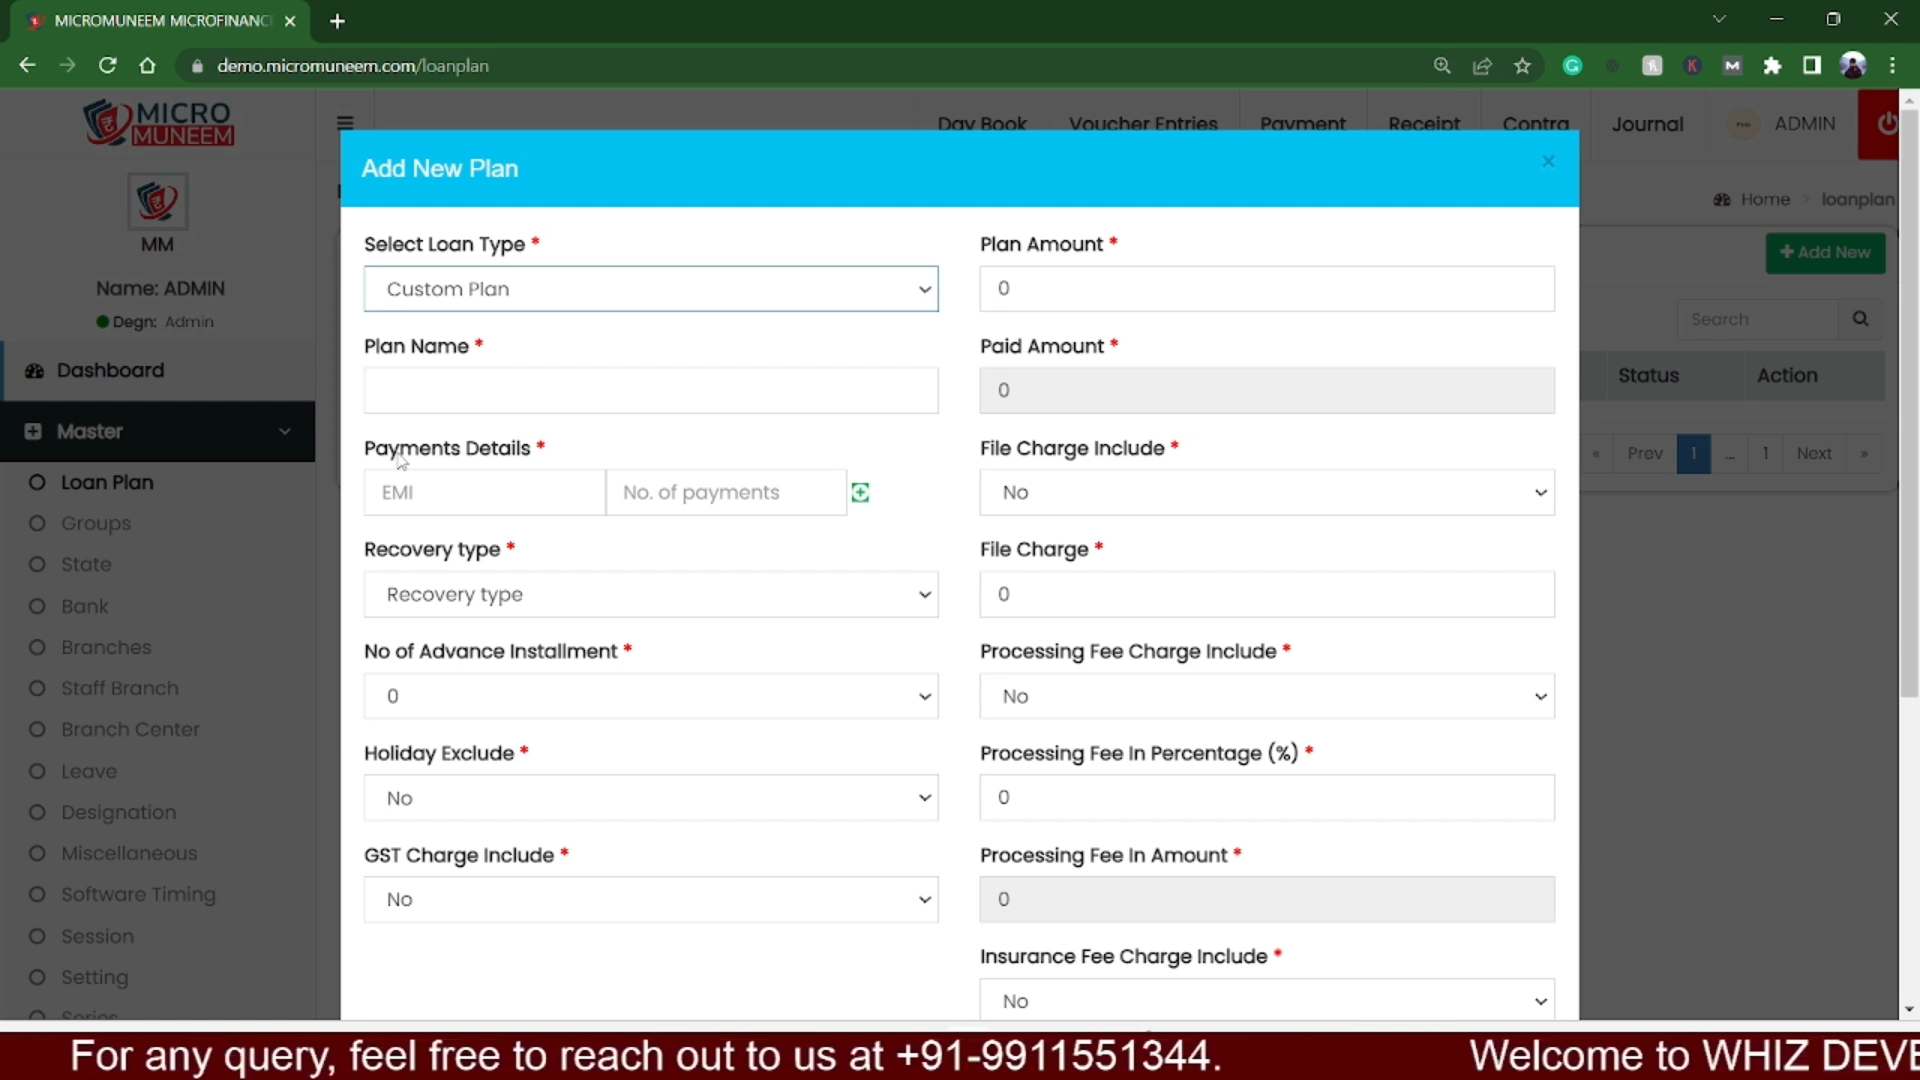 MICROMUNEEM MICROFINANC
demo.micromuneem.com/loanplan
MICRO
MUNEEM
Day Book
Voucher Entries
Payment
Receipt
Contra
Journal
ADMIN
MM
Name: ADMIN
Degn: Admin
Dashboard
Master
Loan Plan
Groups
State
Bank
Branches
Staff Branch
Branch Center
Leave
Designation
Miscellaneous
Software Timing
Session
Setting
Series
Home > loanplan
+ Add New
Search
Status
Action
« Prev 1 ... 1 Next »
Add New Plan
×
Select Loan Type *
Custom Plan
Plan Name *
Payments Details *
EMI
No. of payments
Recovery type *
Recovery type
No of Advance Installment *
0
Holiday Exclude *
No
GST Charge Include *
No
Plan Amount *
0
Paid Amount *
0
File Charge Include *
No
File Charge *
0
Processing Fee Charge Include *
No
Processing Fee In Percentage (%) *
0
Processing Fee In Amount *
0
Insurance Fee Charge Include *
No
For any query, feel free to reach out to us at +91-9911551344.
Welcome to WHIZ DEVE